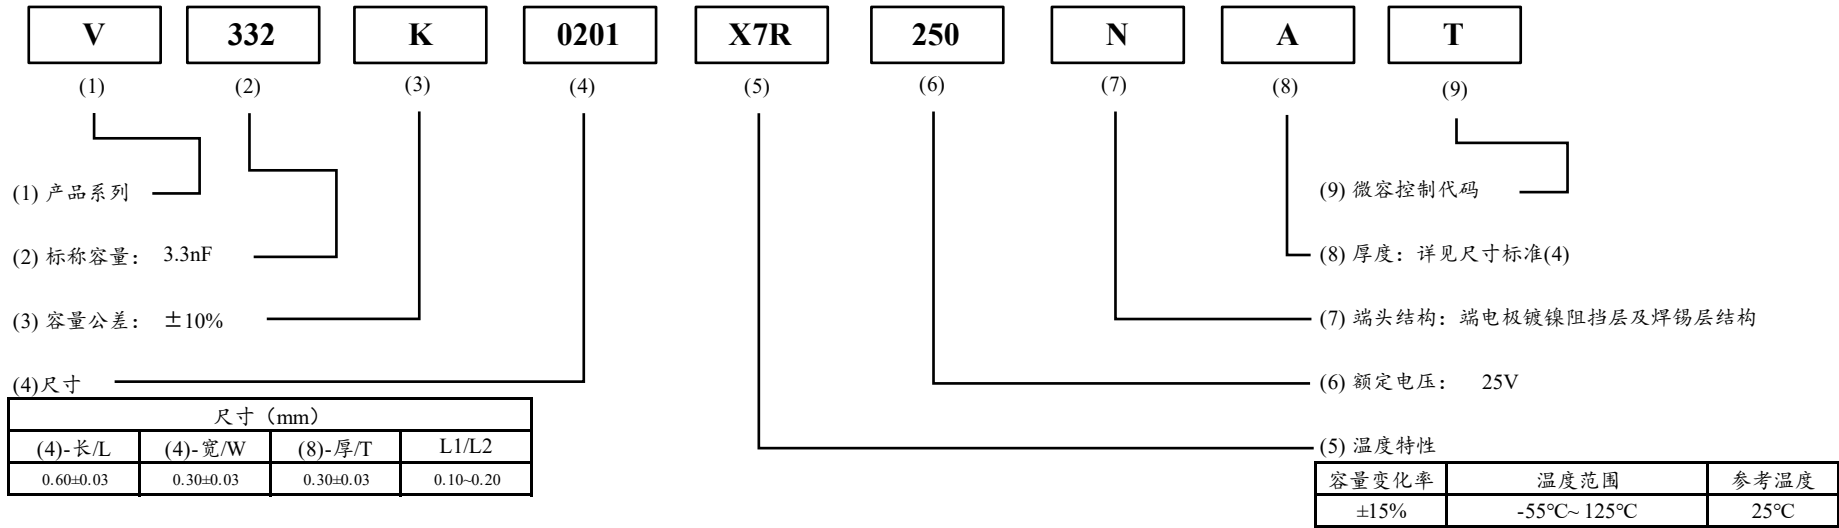 V 332 K 0201 X7R 250 N A T
(1) (2) (3) (4) (5) (6) (7) (8) (9)
(1) 产品系列
(9) 微容控制代码
(2) 标称容量： 3.3nF
(8) 厚度：详见尺寸标准(4)
(3) 容量公差： ±10%
(7) 端头结构：端电极镀镍阻挡层及焊锡层结构
(4)尺寸
(6) 额定电压： 25V
尺寸（mm）
(4)-长/L (4)-宽/W (8)-厚/T L1/L2
0.60±0.03 0.30±0.03 0.30±0.03 0.10~0.20
(5) 温度特性
容量变化率 温度范围 参考温度
±15% -55℃~ 125℃ 25℃